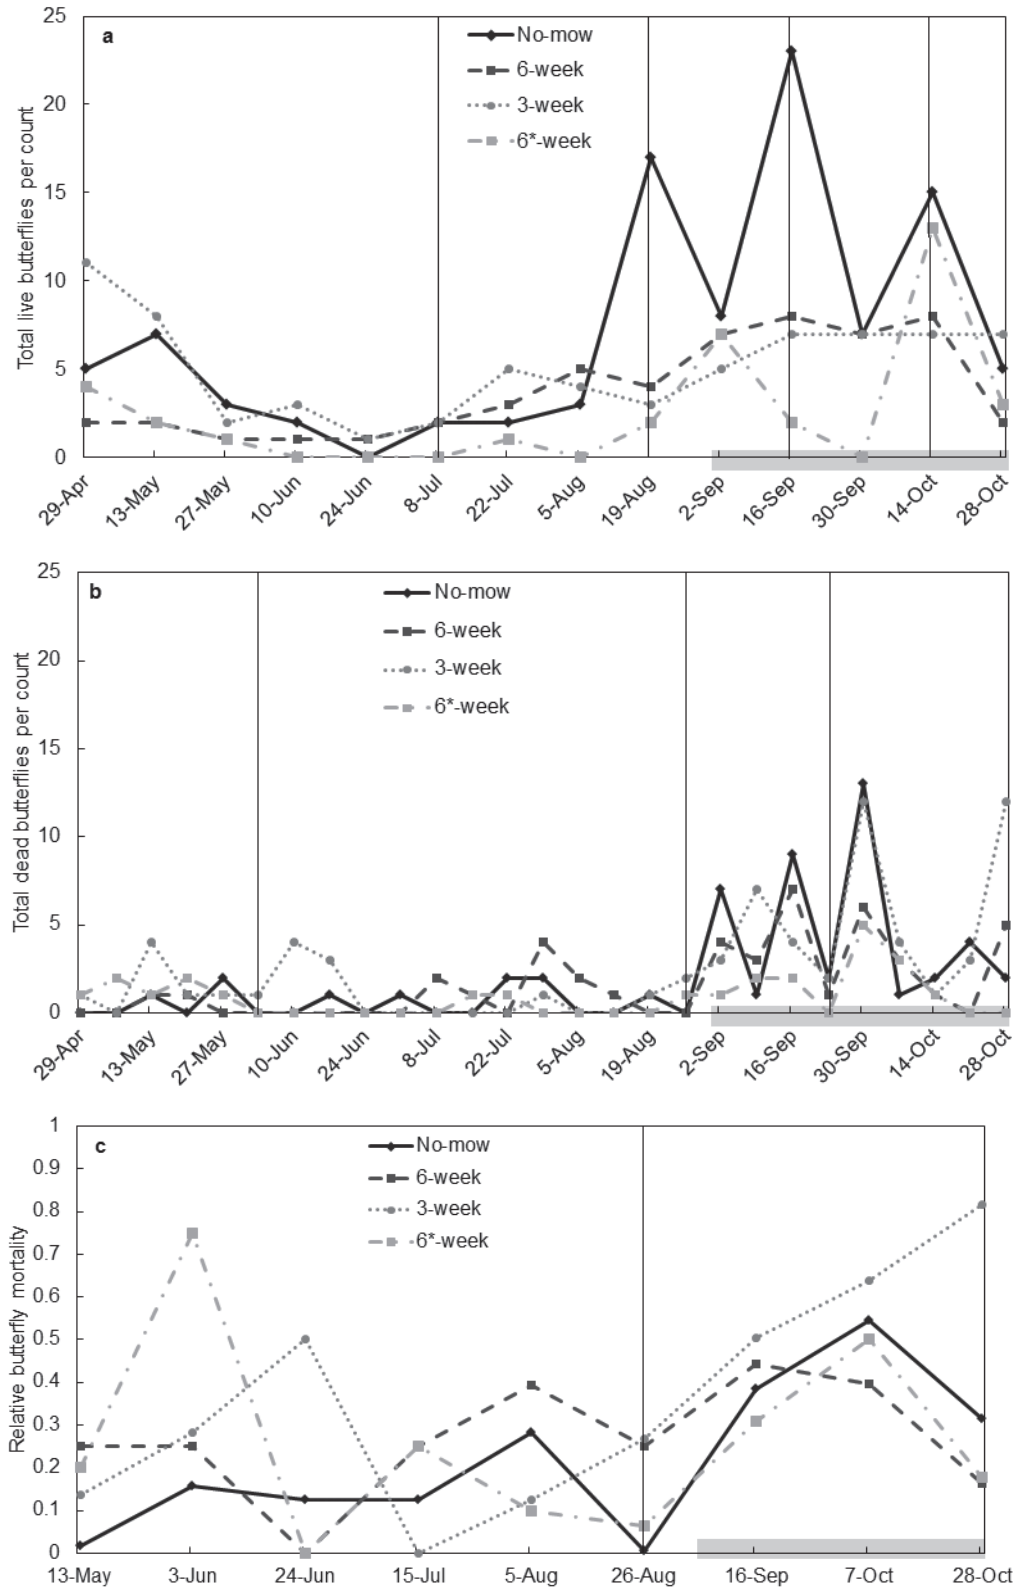 a
No-mow
6-week
3-week
6*-week
Total live butterflies per count
25
20
15
10
5
0
29-Apr
13-May
27-May
10-Jun
24-Jun
8-Jul
22-Jul
5-Aug
19-Aug
2-Sep
16-Sep
30-Sep
14-Oct
28-Oct
b
No-mow
6-week
3-week
6*-week
Total dead butterflies per count
25
20
15
10
5
0
29-Apr
13-May
27-May
10-Jun
24-Jun
8-Jul
22-Jul
5-Aug
19-Aug
2-Sep
16-Sep
30-Sep
14-Oct
28-Oct
c
No-mow
6-week
3-week
6*-week
Relative butterfly mortality
1
0.9
0.8
0.7
0.6
0.5
0.4
0.3
0.2
0.1
0
13-May
3-Jun
24-Jun
15-Jul
5-Aug
26-Aug
16-Sep
7-Oct
28-Oct